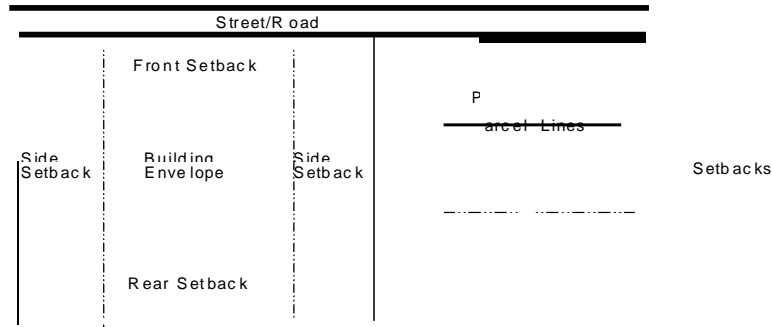 Street/Road
Front Setback
P
arcel Lines
Side
Setback
Building
Envelope
Side
Setback
Setbacks
Rear Setback